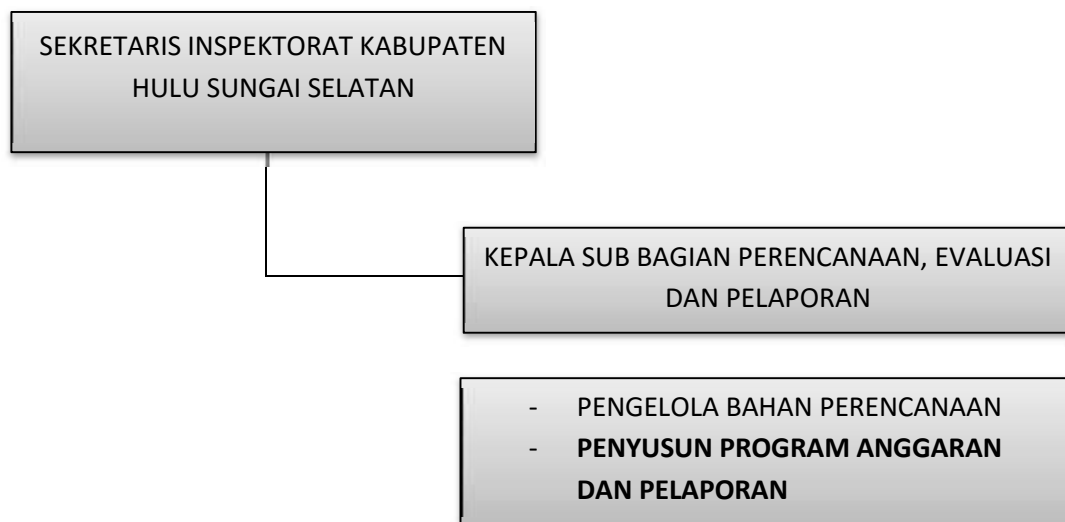 SEKRETARIS INSPEKTORAT KABUPATEN
HULU SUNGAI SELATAN
KEPALA SUB BAGIAN PERENCANAAN, EVALUASI
DAN PELAPORAN
- PENGELOLA BAHAN PERENCANAAN
- PENYUSUN PROGRAM ANGGARAN
DAN PELAPORAN